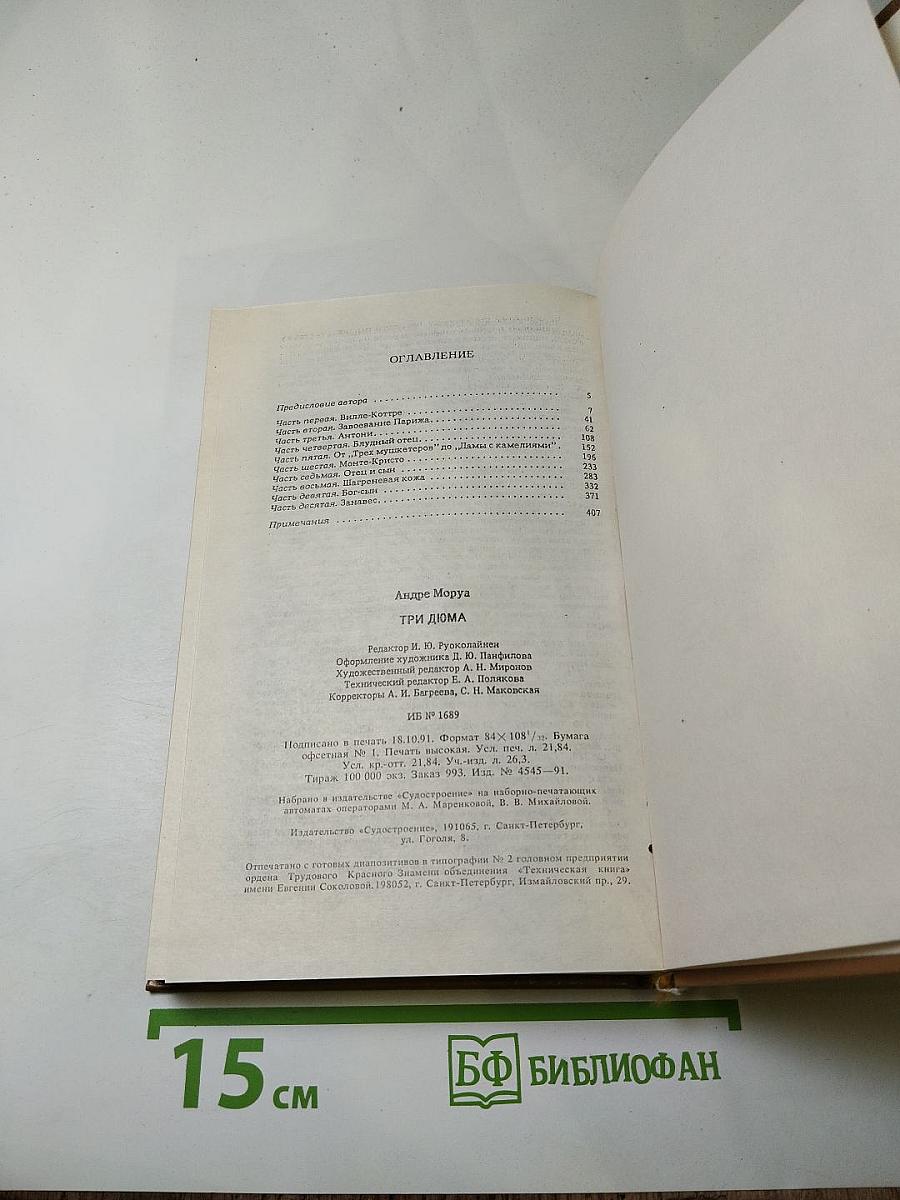 ОГЛАВЛЕНИЕ
Предисловие автора 5
Часть первая. Вилле-Коттре 7
Часть вторая. Завоевание Парижа 41
Часть третья. Антони 62
Часть четвертая. Блудный отец 108
Часть пятая. От „Трех мушкетеров" до „Дамы с камелиями" 152
Часть шестая. Монте-Кристо 196
Часть седьмая. Отец и сын 233
Часть восьмая. Шагреневая кожа 283
Часть девятая. Бог-сын 332
Часть десятая. Занавес 371
Примечания 407
Андре Моруа
ТРИ ДЮМА
Редактор И. Ю. Руоколайнен
Оформление художника Д. Ю. Панфилова
Художественный редактор А. Н. Миронов
Технический редактор Е. А. Полякова
Корректоры А. И. Багреева, С. Н. Маковская
ИБ № 1689
Подписано в печать 18.10.91. Формат 84×108¹/₃₂. Бумага
офсетная № 1. Печать высокая. Усл. печ. л. 21,84.
Усл. кр.-отт. 21,84. Уч.-изд. л. 26,3.
Тираж 100 000 экз. Заказ 993. Изд. № 4545—91.
Набрано в издательстве «Судостроение» на наборно-печатающих
автоматах операторами М. А. Маренковой, В. В. Михайловой.
Издательство «Судостроение», 191065, г. Санкт-Петербург,
ул. Гоголя, 8.
Отпечатано с готовых диапозитивов в типографии № 2 головном предприятии
ордена Трудового Красного Знамени объединения «Техническая книга»
имени Евгении Соколовой.198052, г. Санкт-Петербург, Измайловский пр., 29.
15 см
БФ БИБЛИОФАН